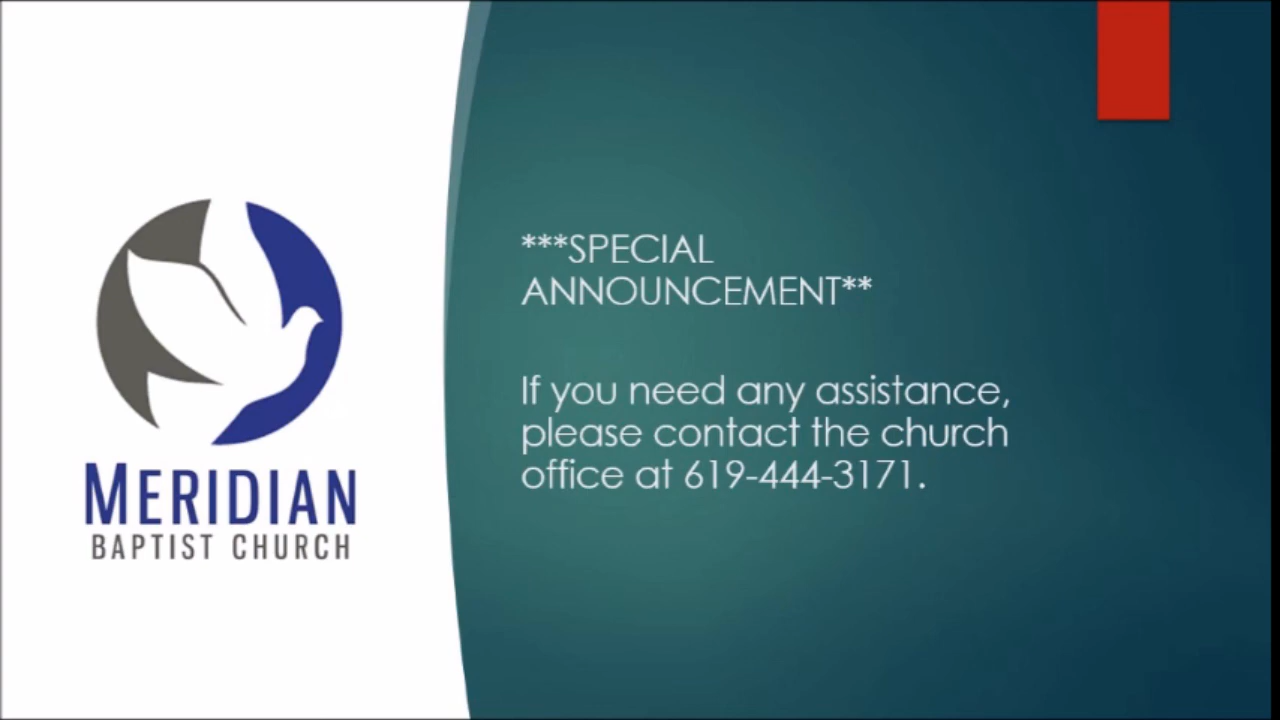 MERIDIAN
BAPTIST CHURCH
***SPECIAL
ANNOUNCEMENT**
If you need any assistance,
please contact the church
office at 619-444-3171.